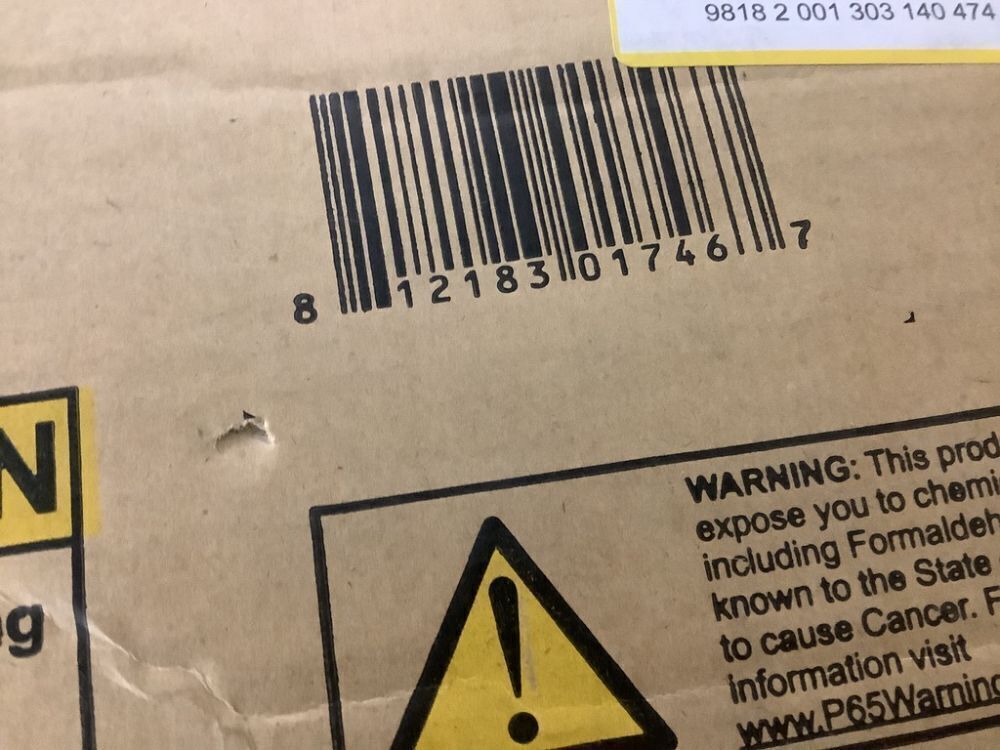 9818 2 001 303 140 474
8 12183 01746 7
N
g
WARNING: This prod
expose you to chemi
including Formaldeh
known to the State
to cause Cancer. F
information visit
www.P65Warning